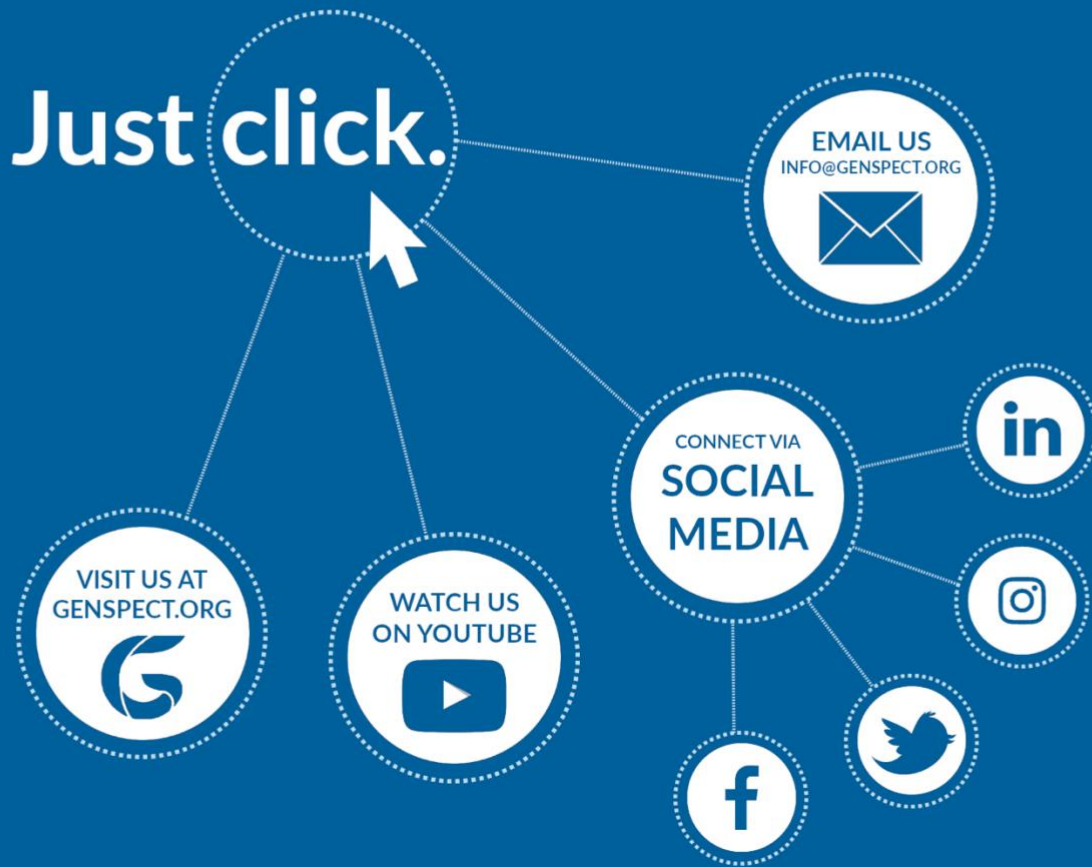 Just click.
EMAIL US
INFO@GENSPECT.ORG
CONNECT VIA
SOCIAL
MEDIA
in
VISIT US AT
GENSPECT.ORG
G
WATCH US
ON YOUTUBE
f